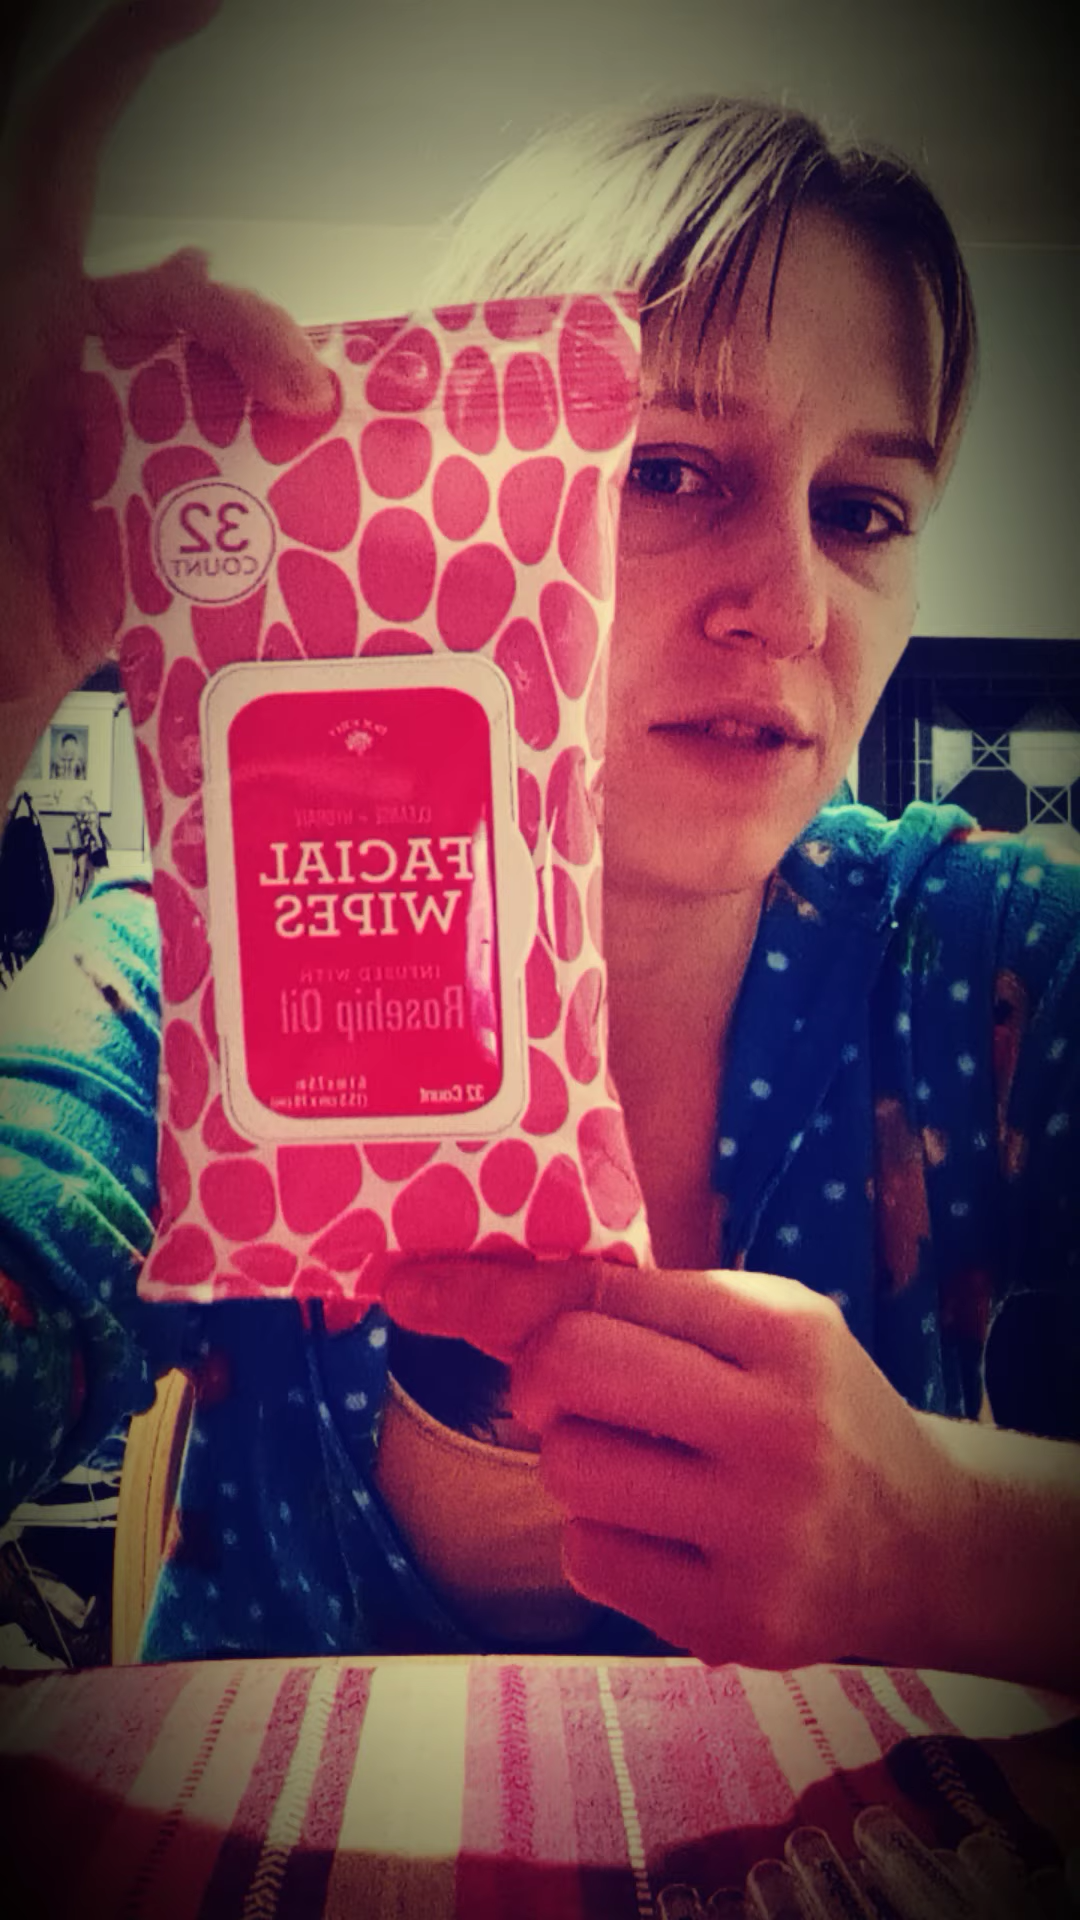 32
COUNT
CLEANSE + HYDRATE
FACIAL
WIPES
INFUSED WITH
Rosehip Oil
32 Count